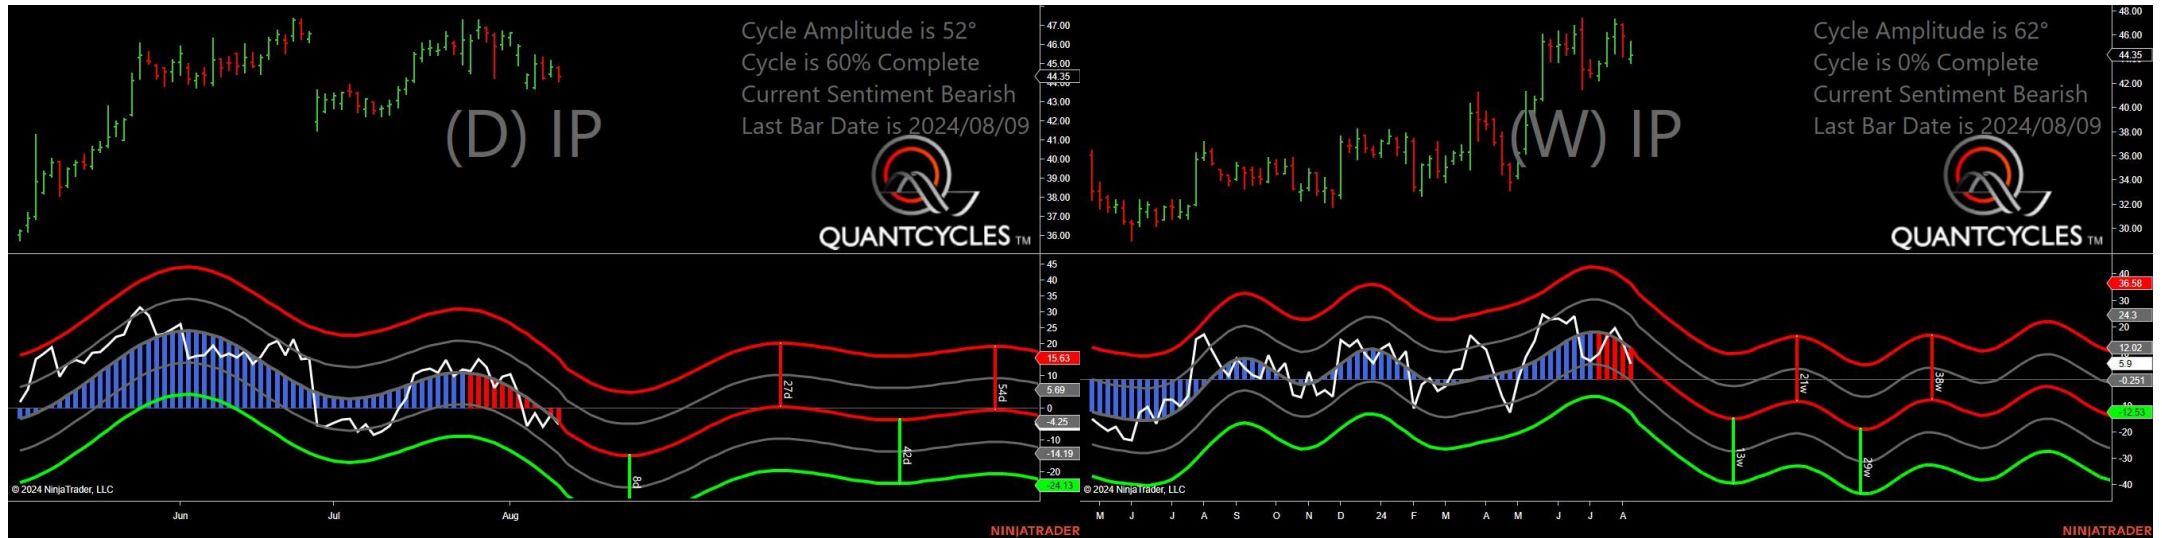 Cycle Amplitude is 52°
Cycle is 60% Complete
Current Sentiment Bearish
Last Bar Date is 2024/08/09
(D) IP
QUANTCYCLES TM
47.00
46.00
45.00
44.35
43.00
42.00
41.00
40.00
39.00
38.00
37.00
36.00
45
40
35
30
25
20
15.63
10
5.69
0
-4.25
-10
-14.19
-20
-24.13
8d
27d
42d
54d
© 2024 NinjaTrader, LLC
Jun Jul Aug
NINJATRADER
Cycle Amplitude is 62°
Cycle is 0% Complete
Current Sentiment Bearish
Last Bar Date is 2024/08/09
(W) IP
QUANTCYCLES TM
48.00
46.00
44.35
42.00
40.00
38.00
36.00
34.00
32.00
30.00
40
36.58
30
24.3
20
12.02
5.9
-0.251
-12.53
-20
-30
-40
13w
21w
29w
38w
© 2024 NinjaTrader, LLC
M J J A S O N D 24 F M A M J J A
NINJATRADER